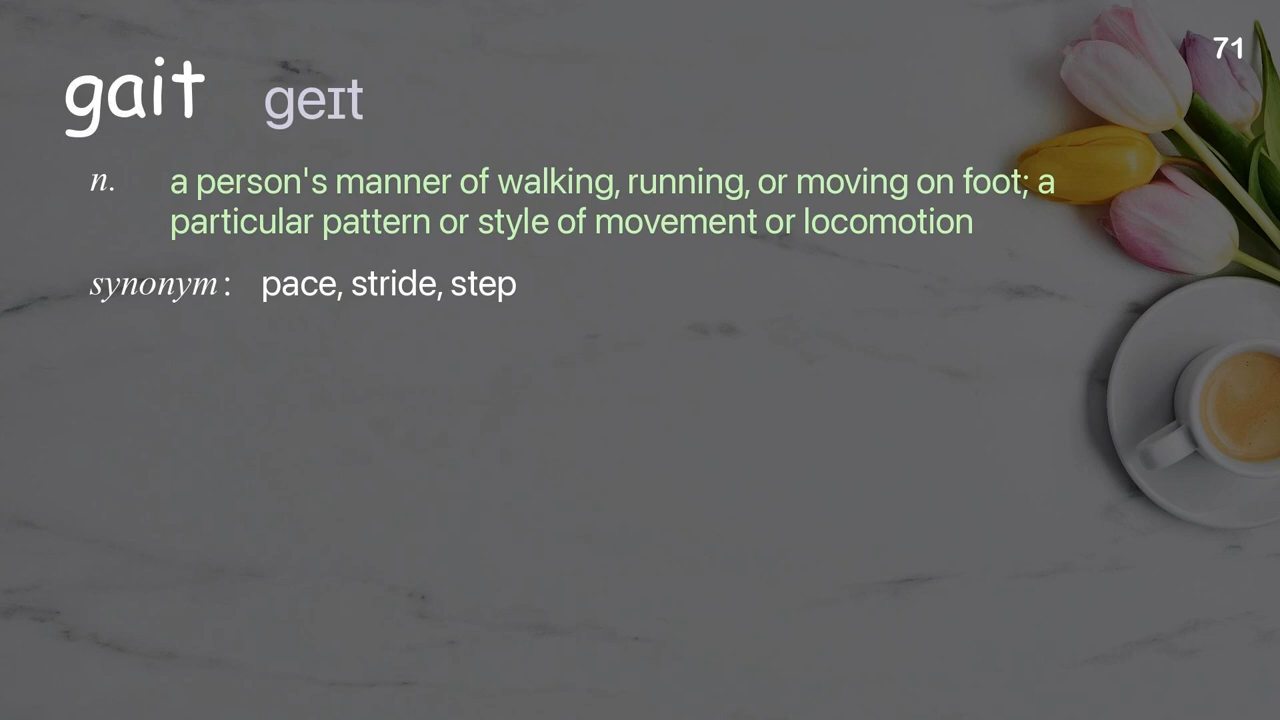 71
gait geɪt
n. a person's manner of walking, running, or moving on foot; a
particular pattern or style of movement or locomotion
synonym: pace, stride, step